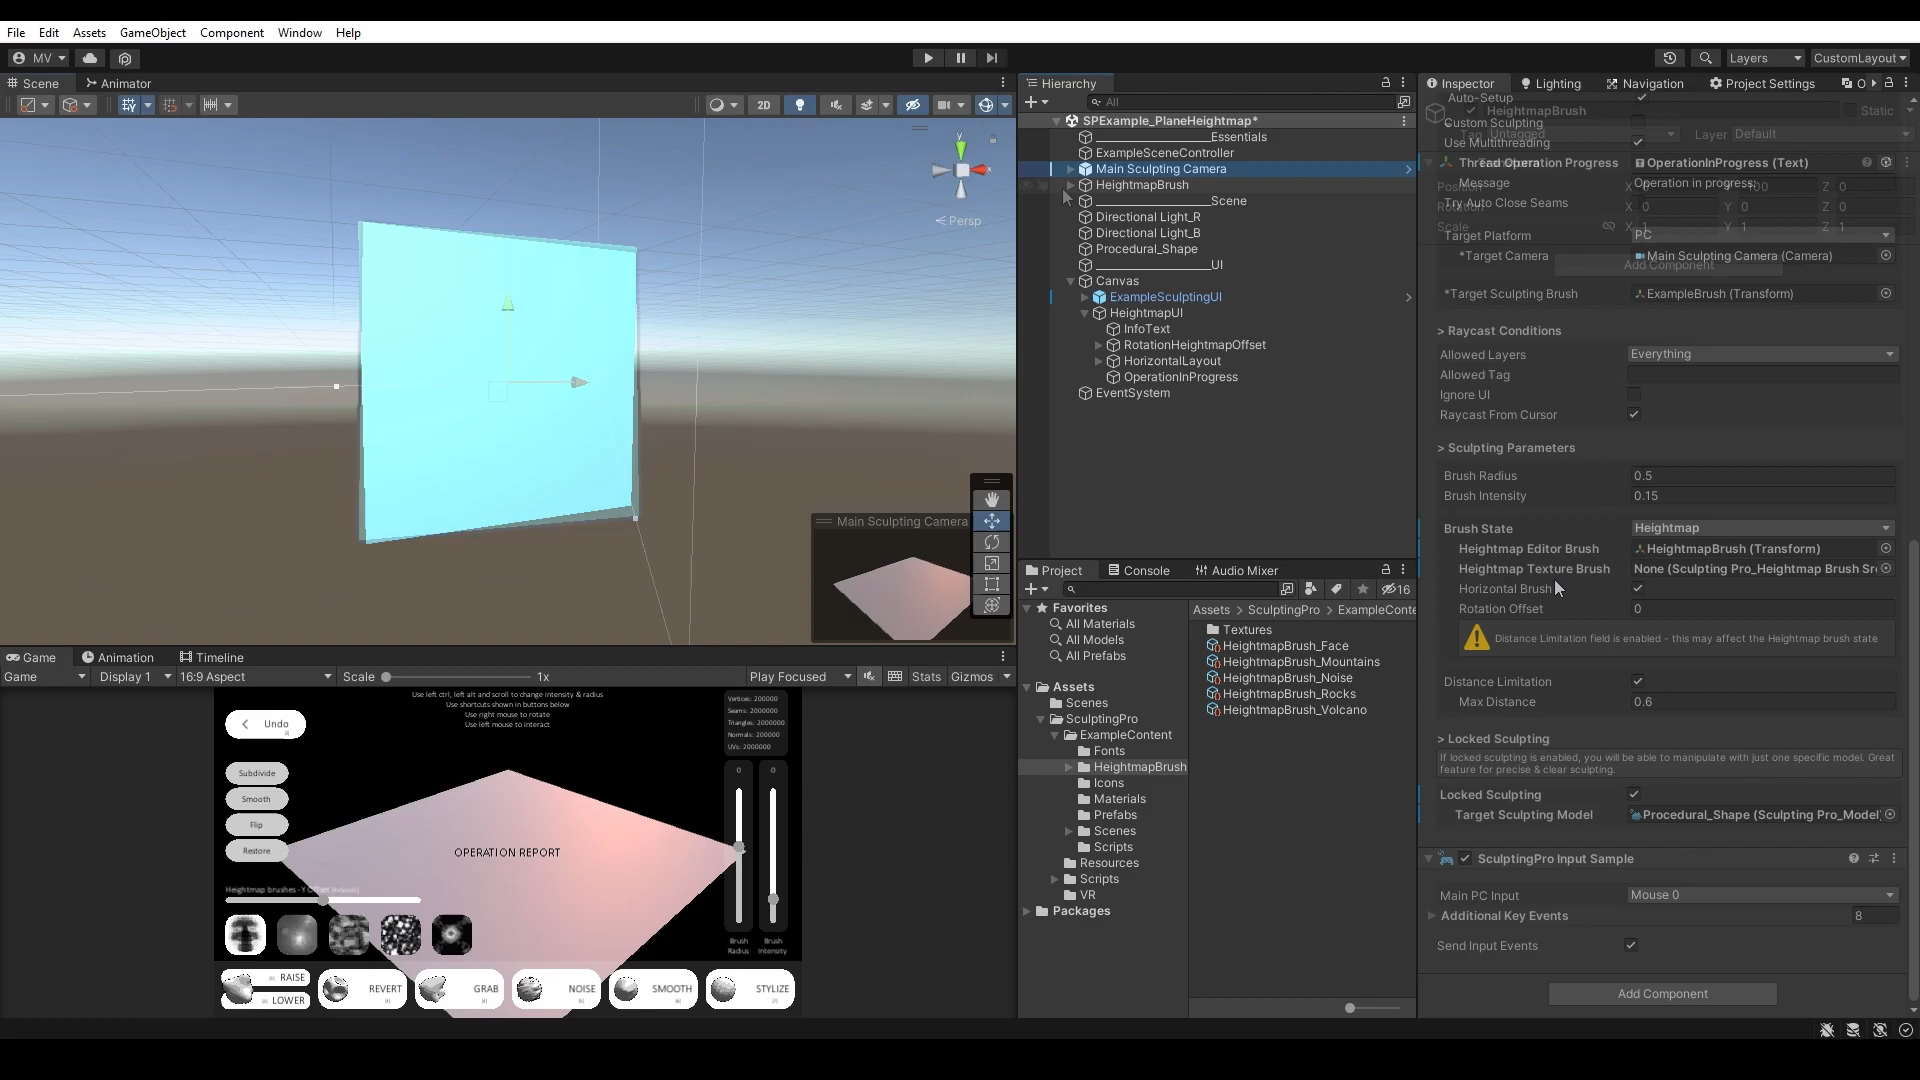 File Edit Assets GameObject Component Window Help
MV Layers CustomLayout
Scene Animator
2D
y
x
Persp
Main Sculpting Camera
Hierarchy
All
SPExample_PlaneHeightmap*
________________Essentials
ExampleSceneController
Main Sculpting Camera
HeightmapBrush
________________Scene
Directional Light_R
Directional Light_B
Procedural_Shape
________________UI
Canvas
ExampleSculptingUI
HeightmapUI
InfoText
RotationHeightmapOffset
HorizontalLayout
OperationInProgress
EventSystem
Game Animation Timeline
Game Display 1 16:9 Aspect Scale 1x Play Focused Stats Gizmos
Use left ctrl, left alt and scroll to change intensity & radius
Use shortcuts shown in buttons below
Use right mouse to rotate
Use left mouse to interact
Vertices: 200000
Seams: 2000000
Triangles: 2000000
Normals: 200000
UVs: 2000000
Undo
Subdivide
Smooth
Flip
Restore
OPERATION REPORT
0 0
Heightmap brushes - Y Offset
Brush Radius
Brush Intensity
RAISE
LOWER
REVERT
GRAB
NOISE
SMOOTH
STYLIZE
Project Console Audio Mixer
16
Favorites
All Materials
All Models
All Prefabs
Assets
Scenes
SculptingPro
ExampleContent
Fonts
HeightmapBrush
Icons
Materials
Prefabs
Scenes
Scripts
Resources
Scripts
VR
Packages
Assets > SculptingPro > ExampleConte
Textures
HeightmapBrush_Face
HeightmapBrush_Mountains
HeightmapBrush_Noise
HeightmapBrush_Rocks
HeightmapBrush_Volcano
Inspector Lighting Navigation Project Settings O
Auto-Setup
HeightmapBrush Static
Custom Sculpting
Tag Untagged Layer Default
Use Multithreading
Thread Operation Progress OperationInProgress (Text)
Message Operation in progress:
Position X 0 Y 100 Z 0
Try Auto Close Seams
Rotation X 0 Y 0 Z 0
Scale X 1 Y 1 Z 1
Target Platform PC
*Target Camera Main Sculpting Camera (Camera)
Add Component
*Target Sculpting Brush ExampleBrush (Transform)
> Raycast Conditions
Allowed Layers Everything
Allowed Tag
Ignore UI
Raycast From Cursor
> Sculpting Parameters
Brush Radius 0.5
Brush Intensity 0.15
Brush State Heightmap
Heightmap Editor Brush HeightmapBrush (Transform)
Heightmap Texture Brush None (Sculpting Pro_Heightmap Brush Sr
Horizontal Brush
Rotation Offset 0
Distance Limitation field is enabled - this may affect the Heightmap brush state
Distance Limitation
Max Distance 0.6
> Locked Sculpting
If locked sculpting is enabled, you will be able to manipulate with just one specific model. Great
feature for precise & clear sculpting.
Locked Sculpting
Target Sculpting Model Procedural_Shape (Sculpting Pro_Model
SculptingPro Input Sample
Main PC Input Mouse 0
Additional Key Events 8
Send Input Events
Add Component